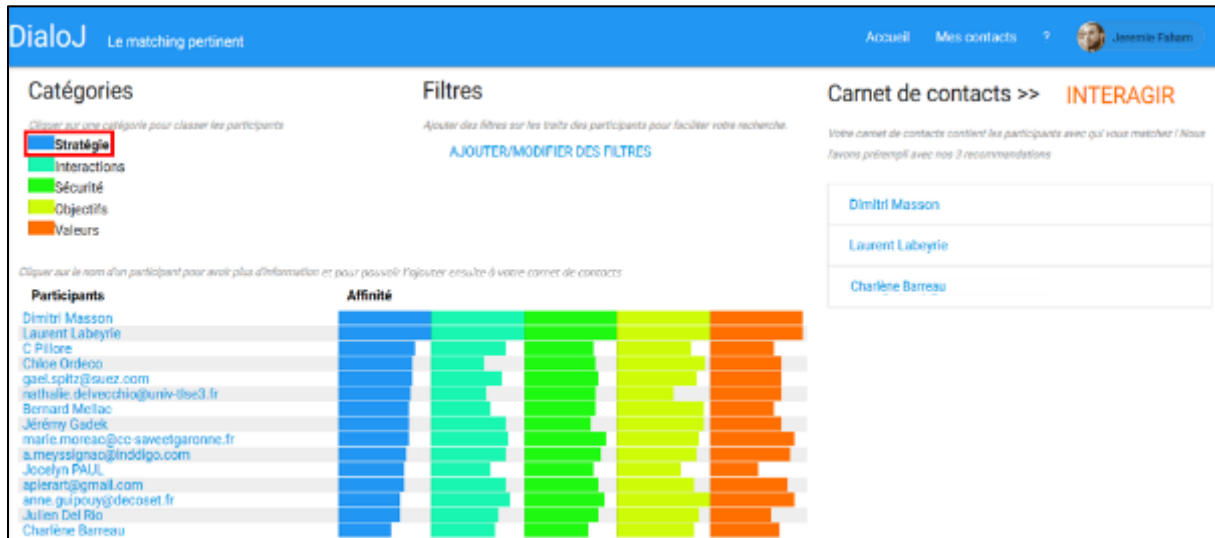 DialoJ Le matching pertinent
Accueil Mes contacts ? Jeremie Faham
Catégories
Cliquer sur une catégorie pour classer les participants
Stratégie
Interactions
Sécurité
Objectifs
Valeurs
Filtres
Ajouter des filtres sur les traits des participants pour faciliter votre recherche.
AJOUTER/MODIFIER DES FILTRES
Carnet de contacts >> INTERAGIR
Votre carnet de contacts contient les participants avec qui vous matchez ! Nous
l'avons prérempli avec nos 3 recommendations
Dimitri Masson
Laurent Labeyrie
Charlène Barreau
Cliquer sur le nom d'un participant pour avoir plus d'information et pour pouvoir l'ajouter ensuite à votre carnet de contacts
Participants Affinité
Dimitri Masson
Laurent Labeyrie
C Pillore
Chloe Ordeco
gael.spitz@suez.com
nathalie.delvecchio@univ-tlse3.fr
Bernard Mellac
Jérémy Gadek
marie.moreac@cc-saveetgaronne.fr
a.meyssignac@inddigo.com
Jocelyn PAUL
apierart@gmail.com
anne.guipouy@decoset.fr
Julien Del Rio
Charlène Barreau